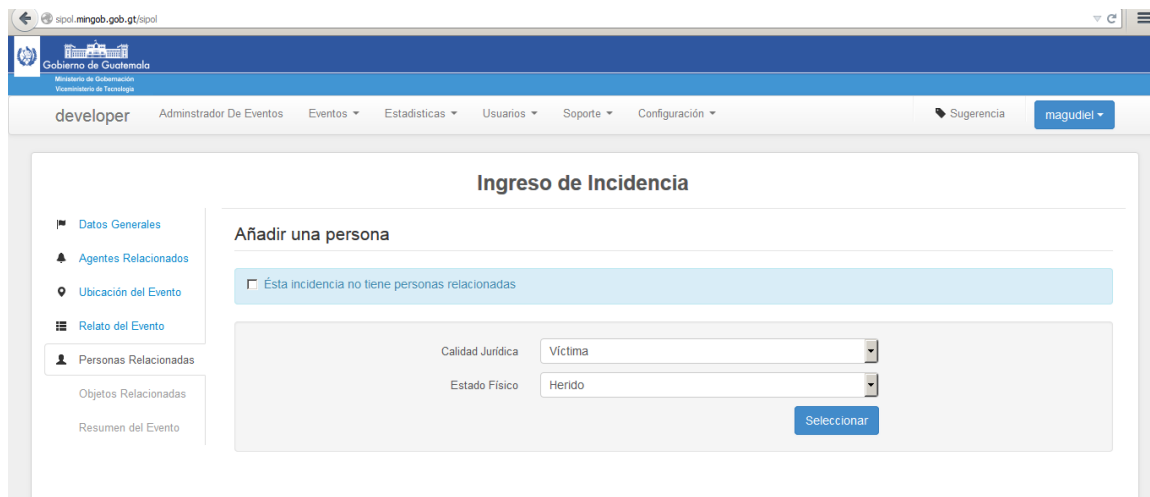 sipol.mingob.gob.gt/sipol
Gobierno de Guatemala
Ministerio de Gobernación
Viceministerio de Tecnología
developer Adminstrador De Eventos Eventos Estadisticas Usuarios Soporte Configuración Sugerencia magudiel
Ingreso de Incidencia
Datos Generales
Agentes Relacionados
Ubicación del Evento
Relato del Evento
Personas Relacionadas
Objetos Relacionadas
Resumen del Evento
Añadir una persona
Ésta incidencia no tiene personas relacionadas
Calidad Jurídica Víctima
Estado Físico Herido
Seleccionar